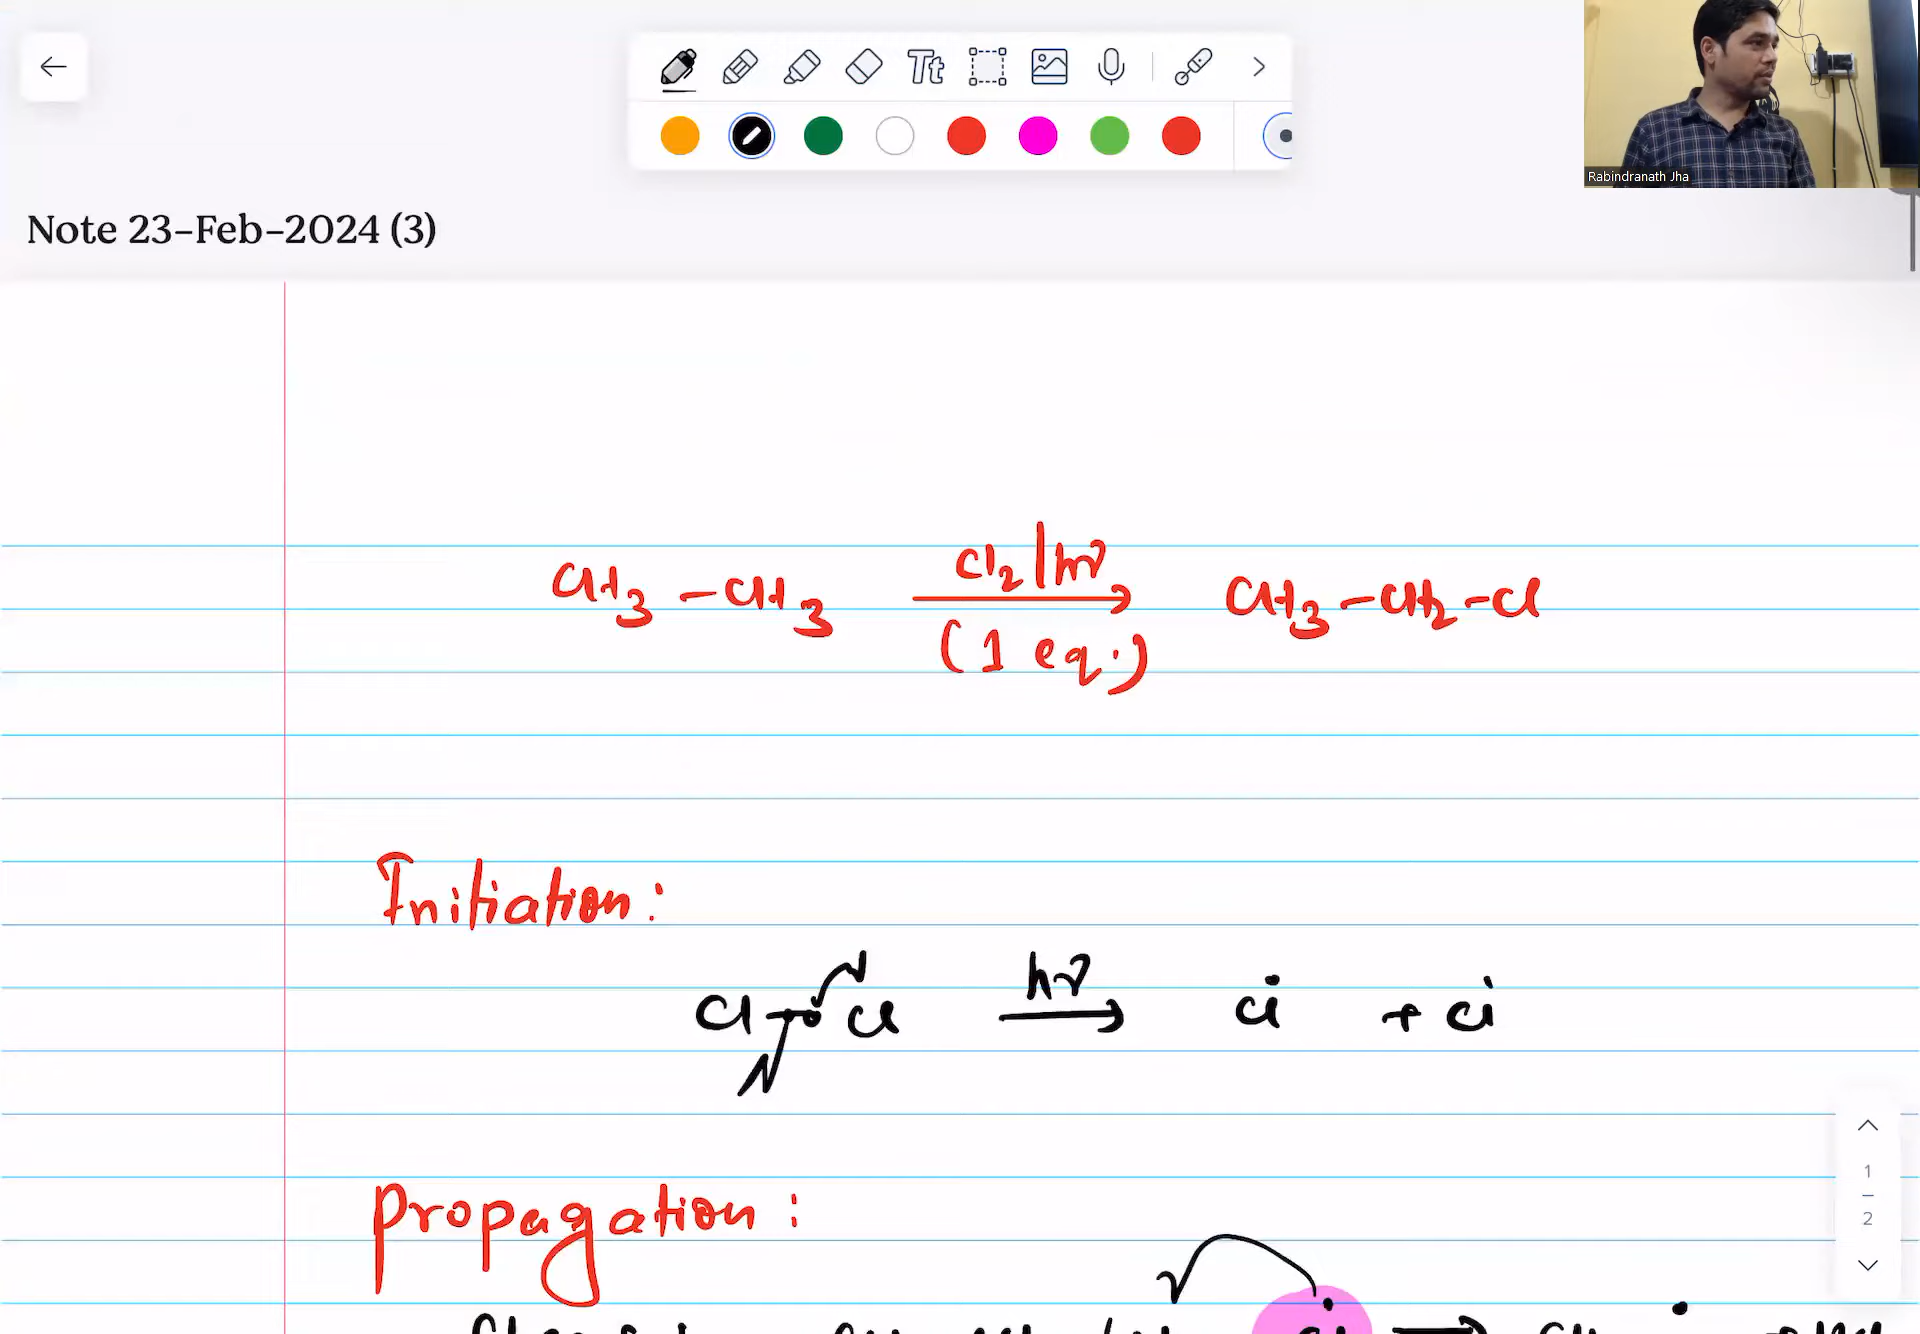 Tt
Rabindranath Jha
Note 23-Feb-2024 (3)
CH3 - CH3 Cl2 | hν (1 eq.) CH3 - CH2 - Cl
Initiation:
Cl - Cl hν Cl• + Cl•
Propagation:
1
2